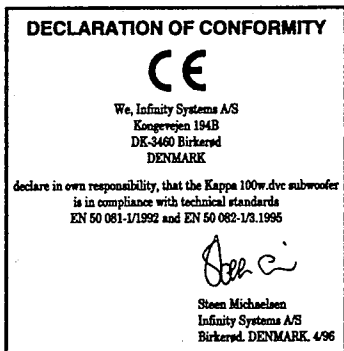 DECLARATION OF CONFORMITY
CE
We, Infinity Systems A/S
Kongevejen 194B
DK-3460 Birkerød
DENMARK
declare in own responsibility, that the Kappa 100w.dvc subwoofer
is in compliance with technical standards
EN 50 081-1/1992 and EN 50 082-1/3.1995
Steen Michaelsen
Infinity Systems A/S
Birkerød. DENMARK. 4/96